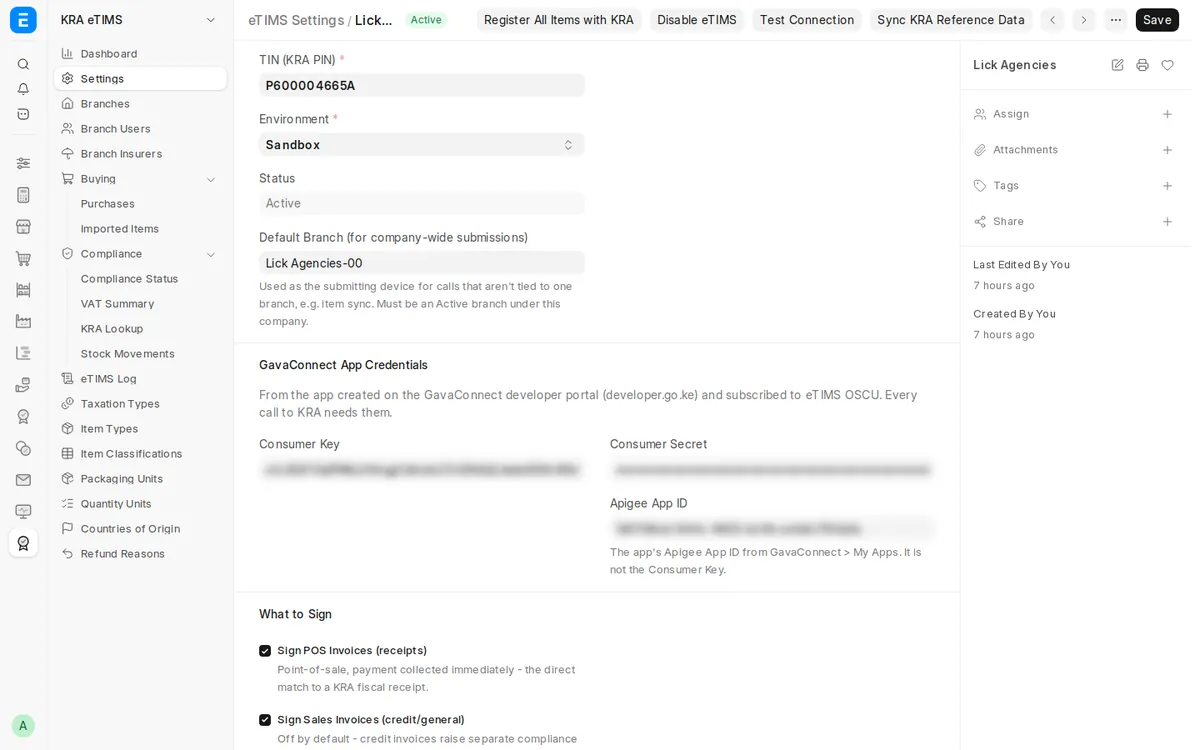 KRA eTIMS
Dashboard
Settings
Branches
Branch Users
Branch Insurers
Buying
Purchases
Imported Items
Compliance
Compliance Status
VAT Summary
KRA Lookup
Stock Movements
eTIMS Log
Taxation Types
Item Types
Item Classifications
Packaging Units
Quantity Units
Countries of Origin
Refund Reasons
A
eTIMS Settings / Lick... Active Register All Items with KRA Disable eTIMS Test Connection Sync KRA Reference Data ... Save
TIN (KRA PIN) *
P600004665A
Environment *
Sandbox
Status
Active
Default Branch (for company-wide submissions)
Lick Agencies-00
Used as the submitting device for calls that aren't tied to one
branch, e.g. item sync. Must be an Active branch under this
company.
GavaConnect App Credentials
From the app created on the GavaConnect developer portal (developer.go.ke) and subscribed to eTIMS OSCU. Every
call to KRA needs them.
Consumer Key
Consumer Secret
Apigee App ID
The app's Apigee App ID from GavaConnect > My Apps. It is
not the Consumer Key.
What to Sign
Sign POS Invoices (receipts)
Point-of-sale, payment collected immediately - the direct
match to a KRA fiscal receipt.
Sign Sales Invoices (credit/general)
Off by default - credit invoices raise separate compliance
Lick Agencies
Assign
Attachments
Tags
Share
Last Edited By You
7 hours ago
Created By You
7 hours ago